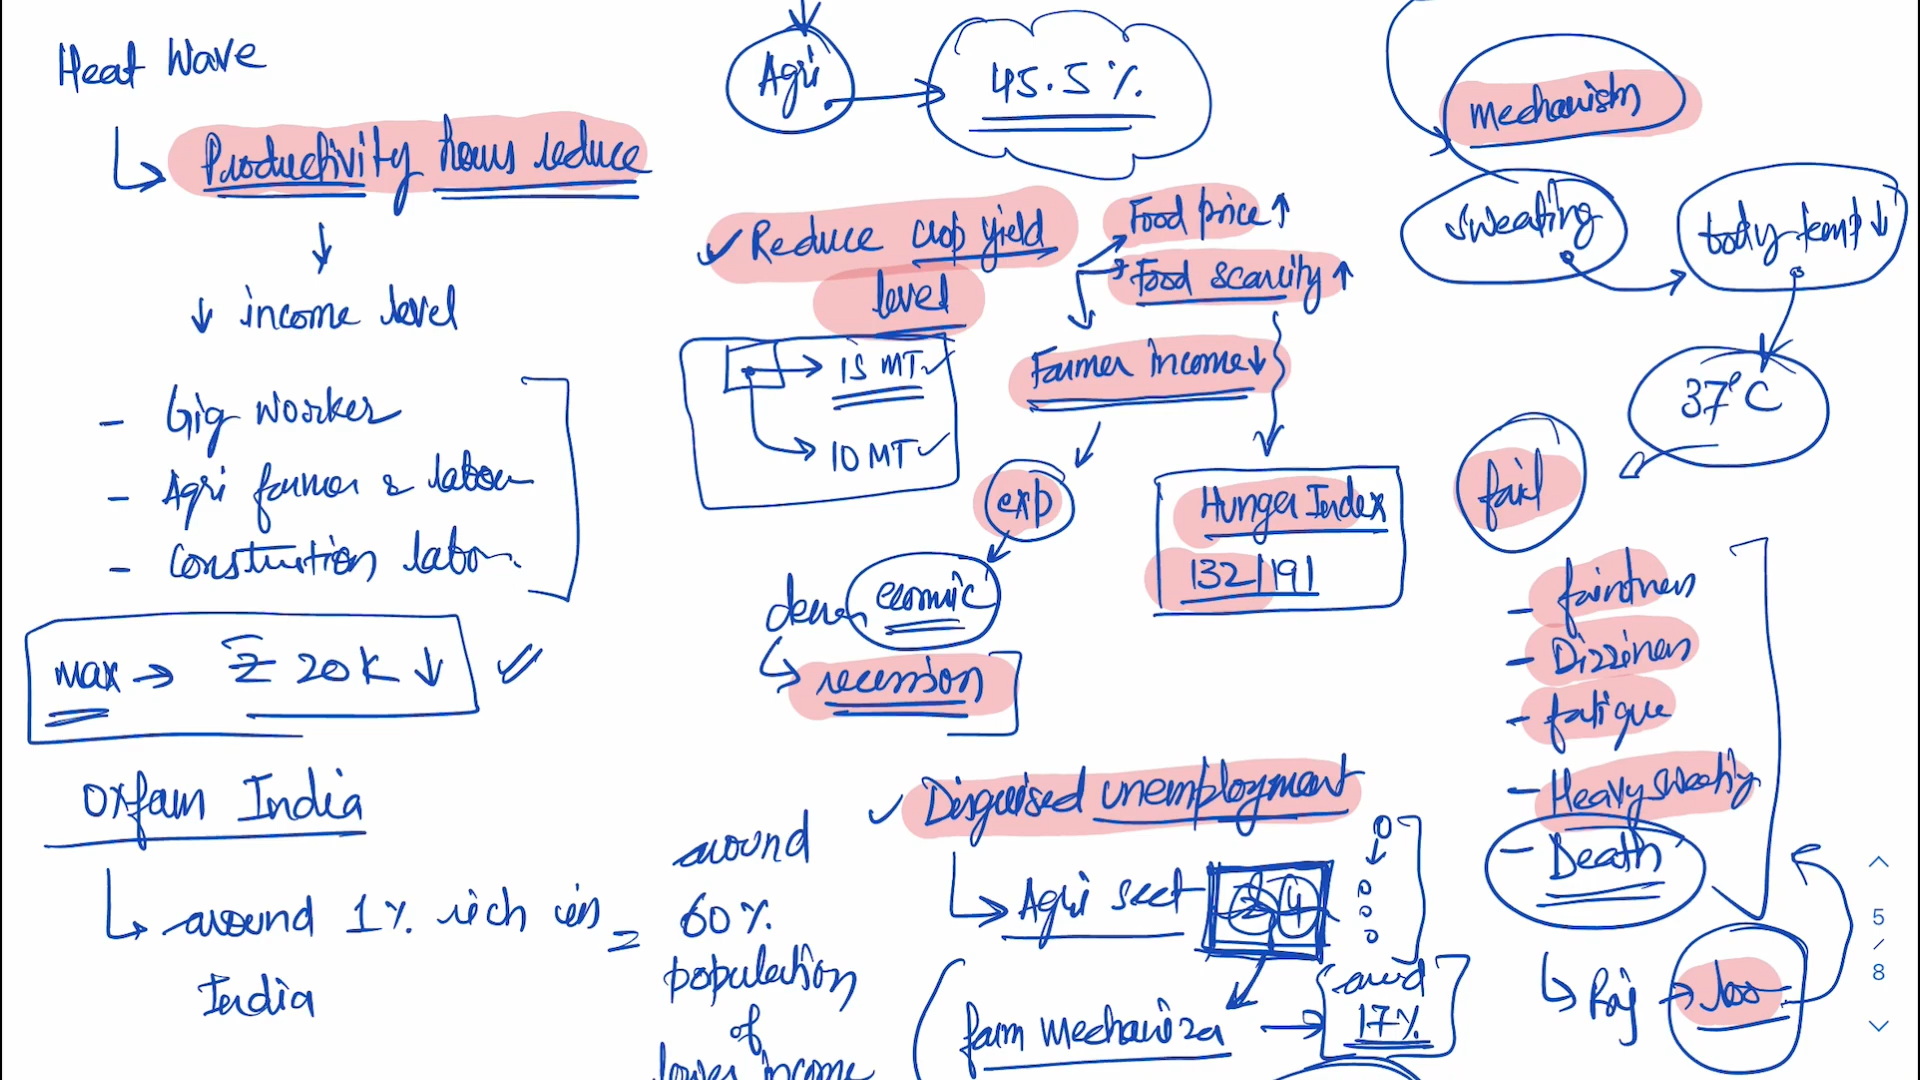 Heat Wave
Productivity hours reduce
↓ income level
- Gig worker
- Agri farmer & labour
- Construction labour
max → 20K ↓
Oxfam India
around 1% rich in =
India
around
60%
population
of
lower income
Agri → 45.5%
✓ Reduce crop yield
level
Food price ↑
Food scarcity ↑
Farmer income ↓
15 MT ✓
10 MT ✓
exp
economic
recession
Hunger Index
132/191
✓ Disguised unemployment
Agri sect
farm mechaniza →
17%
mechanism
sweating
body temp ↓
37°C
fail
- faintness
- Dizziness
- fatigue
- Heavy sweating
- Death
Raj → loo
5
/
8